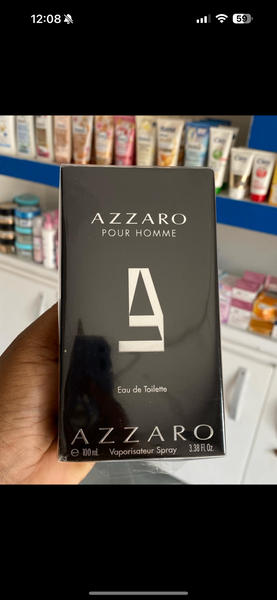 12:08
59
AZZARO
POUR HOMME
Eau de Toilette
AZZARO
℮ 100 mL Vaporisateur Spray 3.38 Fl. Oz.